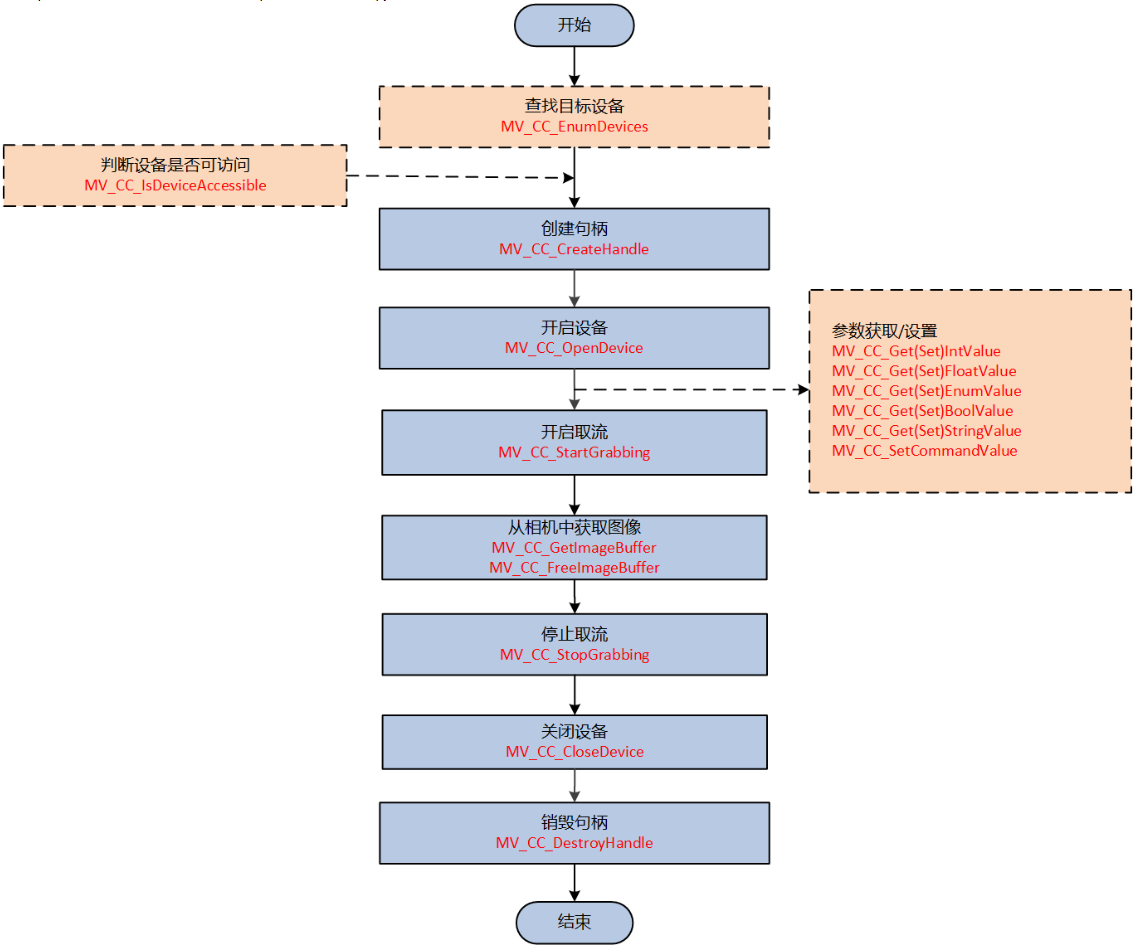 开始
查找目标设备
MV_CC_EnumDevices
判断设备是否可访问
MV_CC_IsDeviceAccessible
创建句柄
MV_CC_CreateHandle
开启设备
MV_CC_OpenDevice
参数获取/设置
MV_CC_Get(Set)IntValue
MV_CC_Get(Set)FloatValue
MV_CC_Get(Set)EnumValue
MV_CC_Get(Set)BoolValue
MV_CC_Get(Set)StringValue
MV_CC_SetCommandValue
开启取流
MV_CC_StartGrabbing
从相机中获取图像
MV_CC_GetImageBuffer
MV_CC_FreeImageBuffer
停止取流
MV_CC_StopGrabbing
关闭设备
MV_CC_CloseDevice
销毁句柄
MV_CC_DestroyHandle
结束